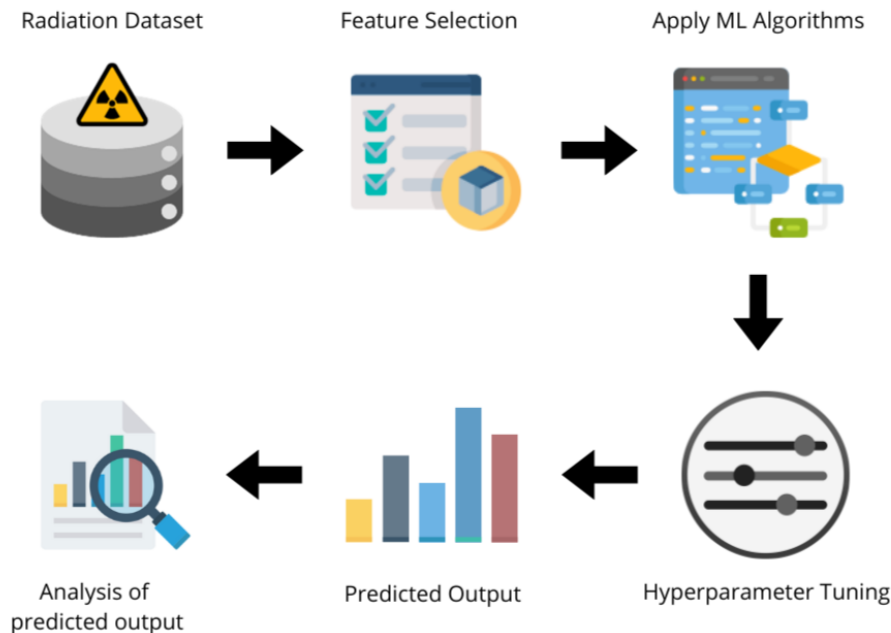 Radiation Dataset
Feature Selection
Apply ML Algorithms
Analysis of
predicted output
Predicted Output
Hyperparameter Tuning